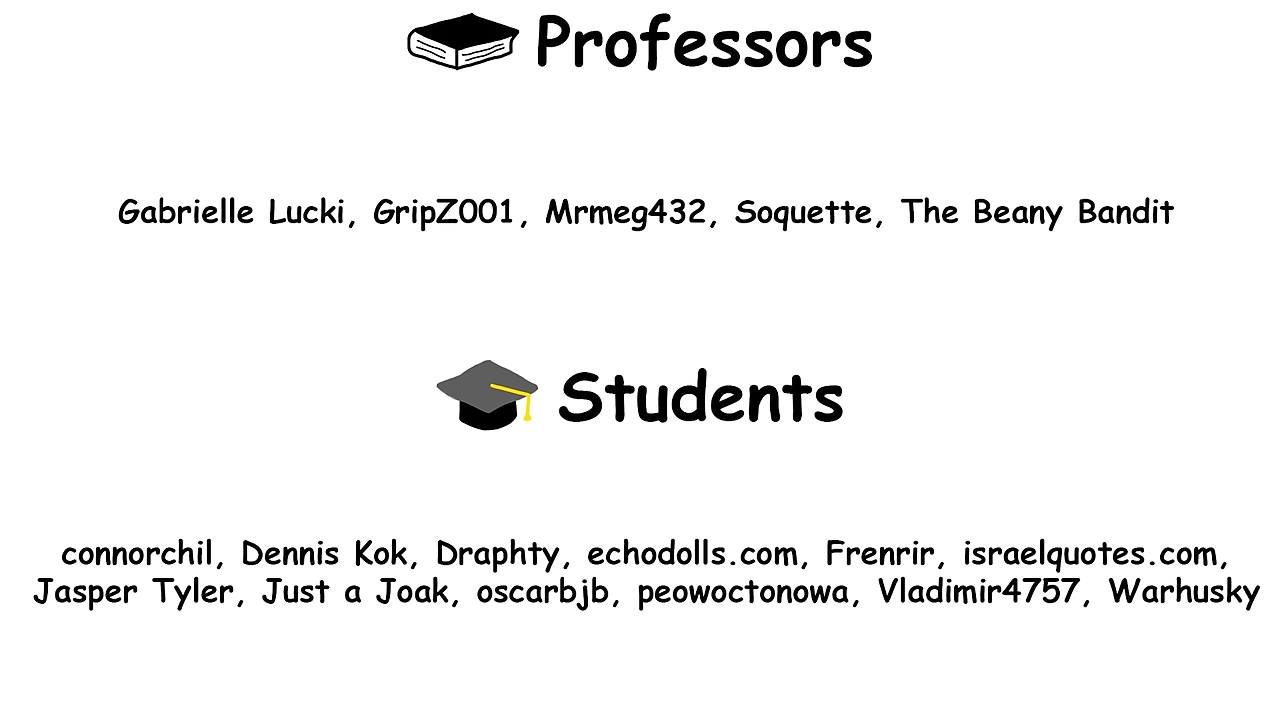 Professors
Gabrielle Lucki, GripZ001, Mrmeg432, Soquette, The Beany Bandit
Students
connorchil, Dennis Kok, Draphty, echodolls.com, Frenrir, israelquotes.com,
Jasper Tyler, Just a Joak, oscarbjb, peowoctonowa, Vladimir4757, Warhusky